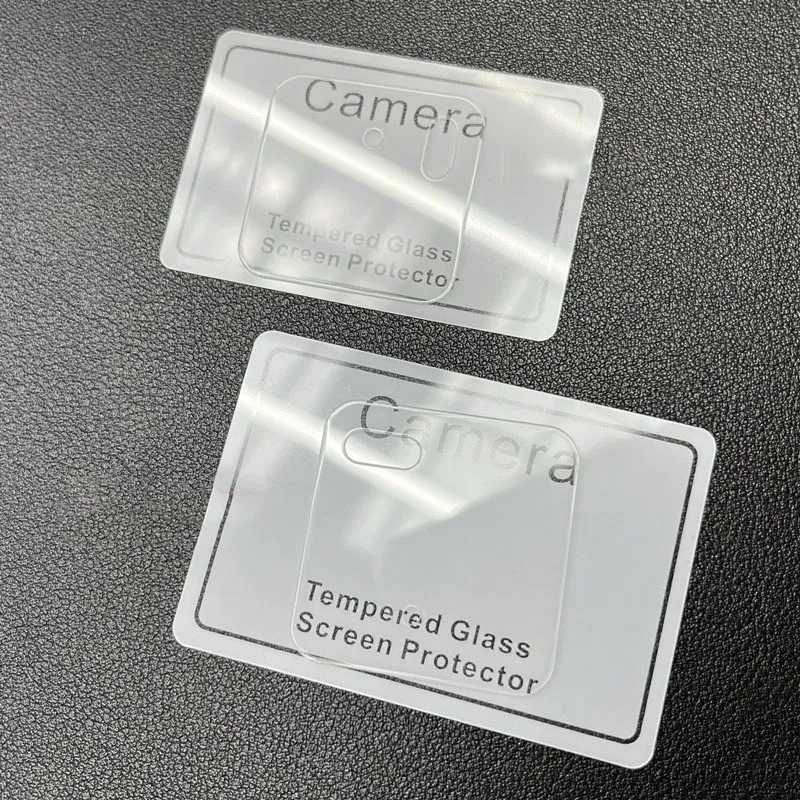 Camera
Tempered Glass
Screen Protector
Camera
Tempered Glass
Screen Protector